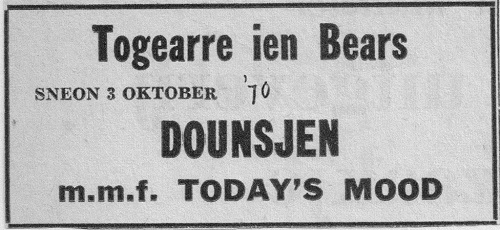 Togearre ien Bears
SNEON 3 OKTOBER '70
DOUNSJEN
m.m.f. TODAY'S MOOD